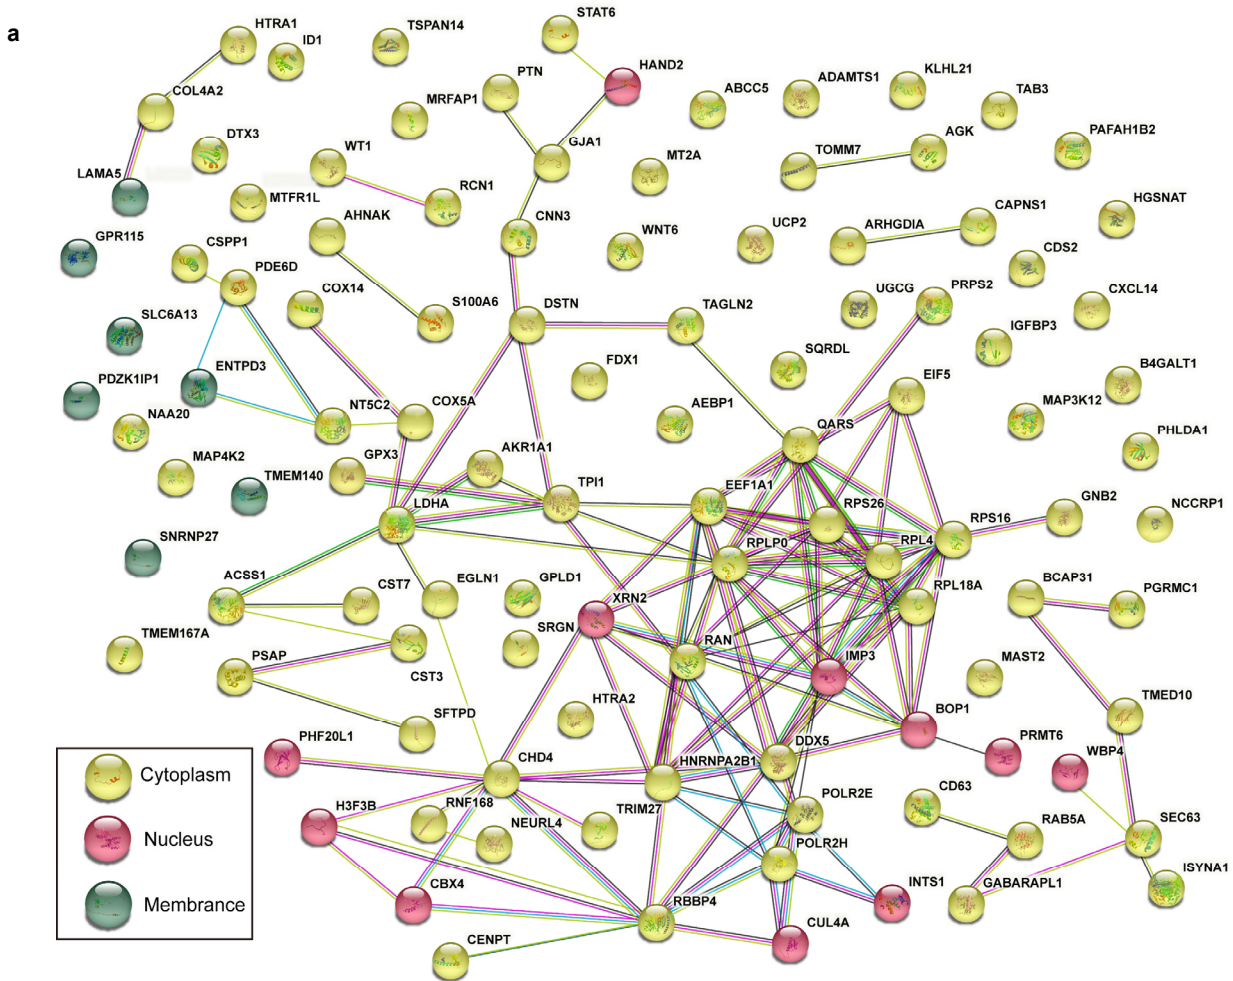 a
HTRA1
ID1
TSPAN14
STAT6
HAND2
PTN
COL4A2
MRFAP1
ABCC5
ADAMTS1
KLHL21
TAB3
DTX3
WT1
GJA1
MT2A
TOMM7
AGK
PAFAH1B2
LAMA5
MTFR1L
RCN1
AHNAK
CNN3
WNT6
UCP2
ARHGDIA
CAPNS1
HGSNAT
GPR115
CSPP1
PDE6D
COX14
S100A6
DSTN
TAGLN2
UGCG
PRPS2
CDS2
CXCL14
SLC6A13
FDX1
SQRDL
IGFBP3
B4GALT1
PDZK1IP1
ENTPD3
NT5C2
COX5A
AEBP1
QARS
EIF5
MAP3K12
PHLDA1
NAA20
MAP4K2
TMEM140
GPX3
AKR1A1
TPI1
EEF1A1
RPS26
RPS16
GNB2
NCCRP1
LDHA
RPLP0
RPL4
SNRNP27
ACSS1
CST7
EGLN1
GPLD1
XRN2
RPL18A
BCAP31
PGRMC1
TMEM167A
CST3
SRGN
RAN
IMP3
MAST2
PSAP
SFTPD
HTRA2
BOP1
TMED10
PHF20L1
CHD4
HNRNPA2B1
DDX5
PRMT6
WBP4
Cytoplasm
H3F3B
RNF168
NEURL4
TRIM27
POLR2E
CD63
RAB5A
SEC63
Nucleus
POLR2H
ISYNA1
Membrance
CBX4
RBBP4
INTS1
GABARAPL1
CENPT
CUL4A